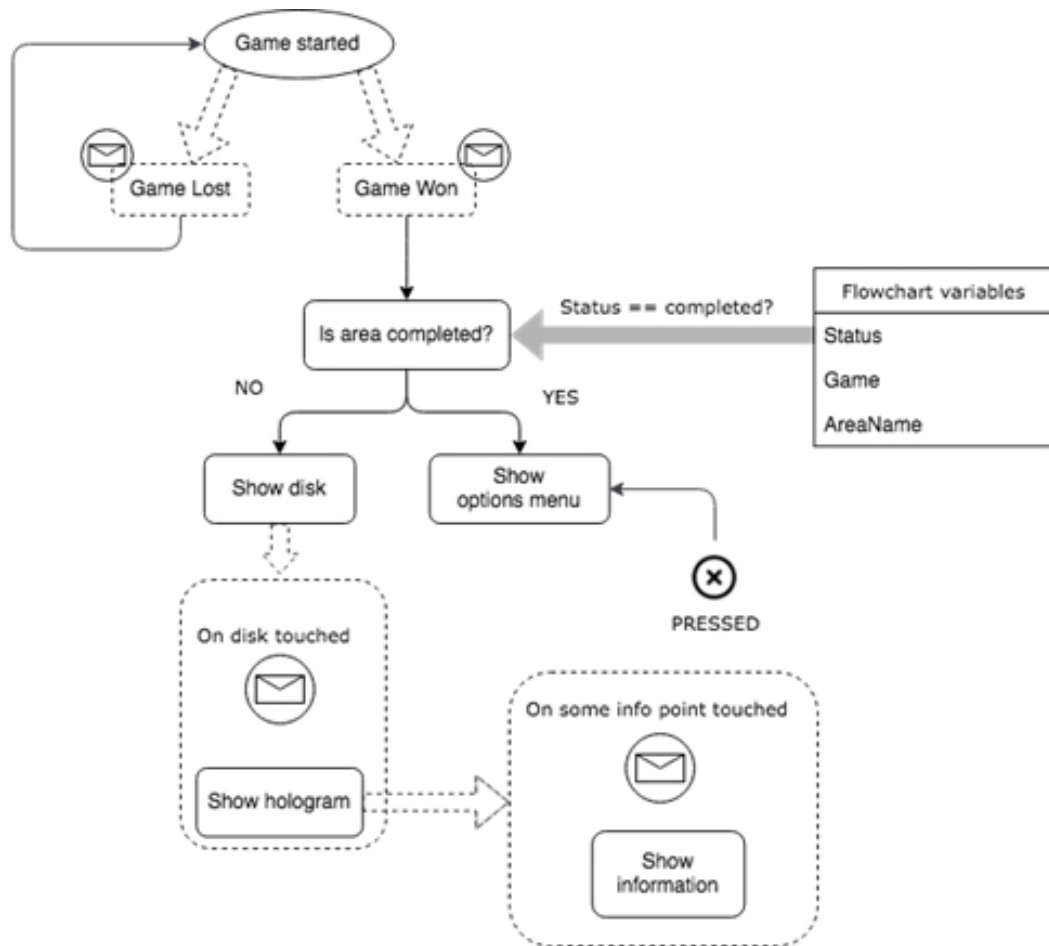 Game started
Game Lost
Game Won
Is area completed?
Status == completed?
Flowchart variables
Status
Game
AreaName
NO
YES
Show disk
Show
options menu
PRESSED
On disk touched
Show hologram
On some info point touched
Show
information